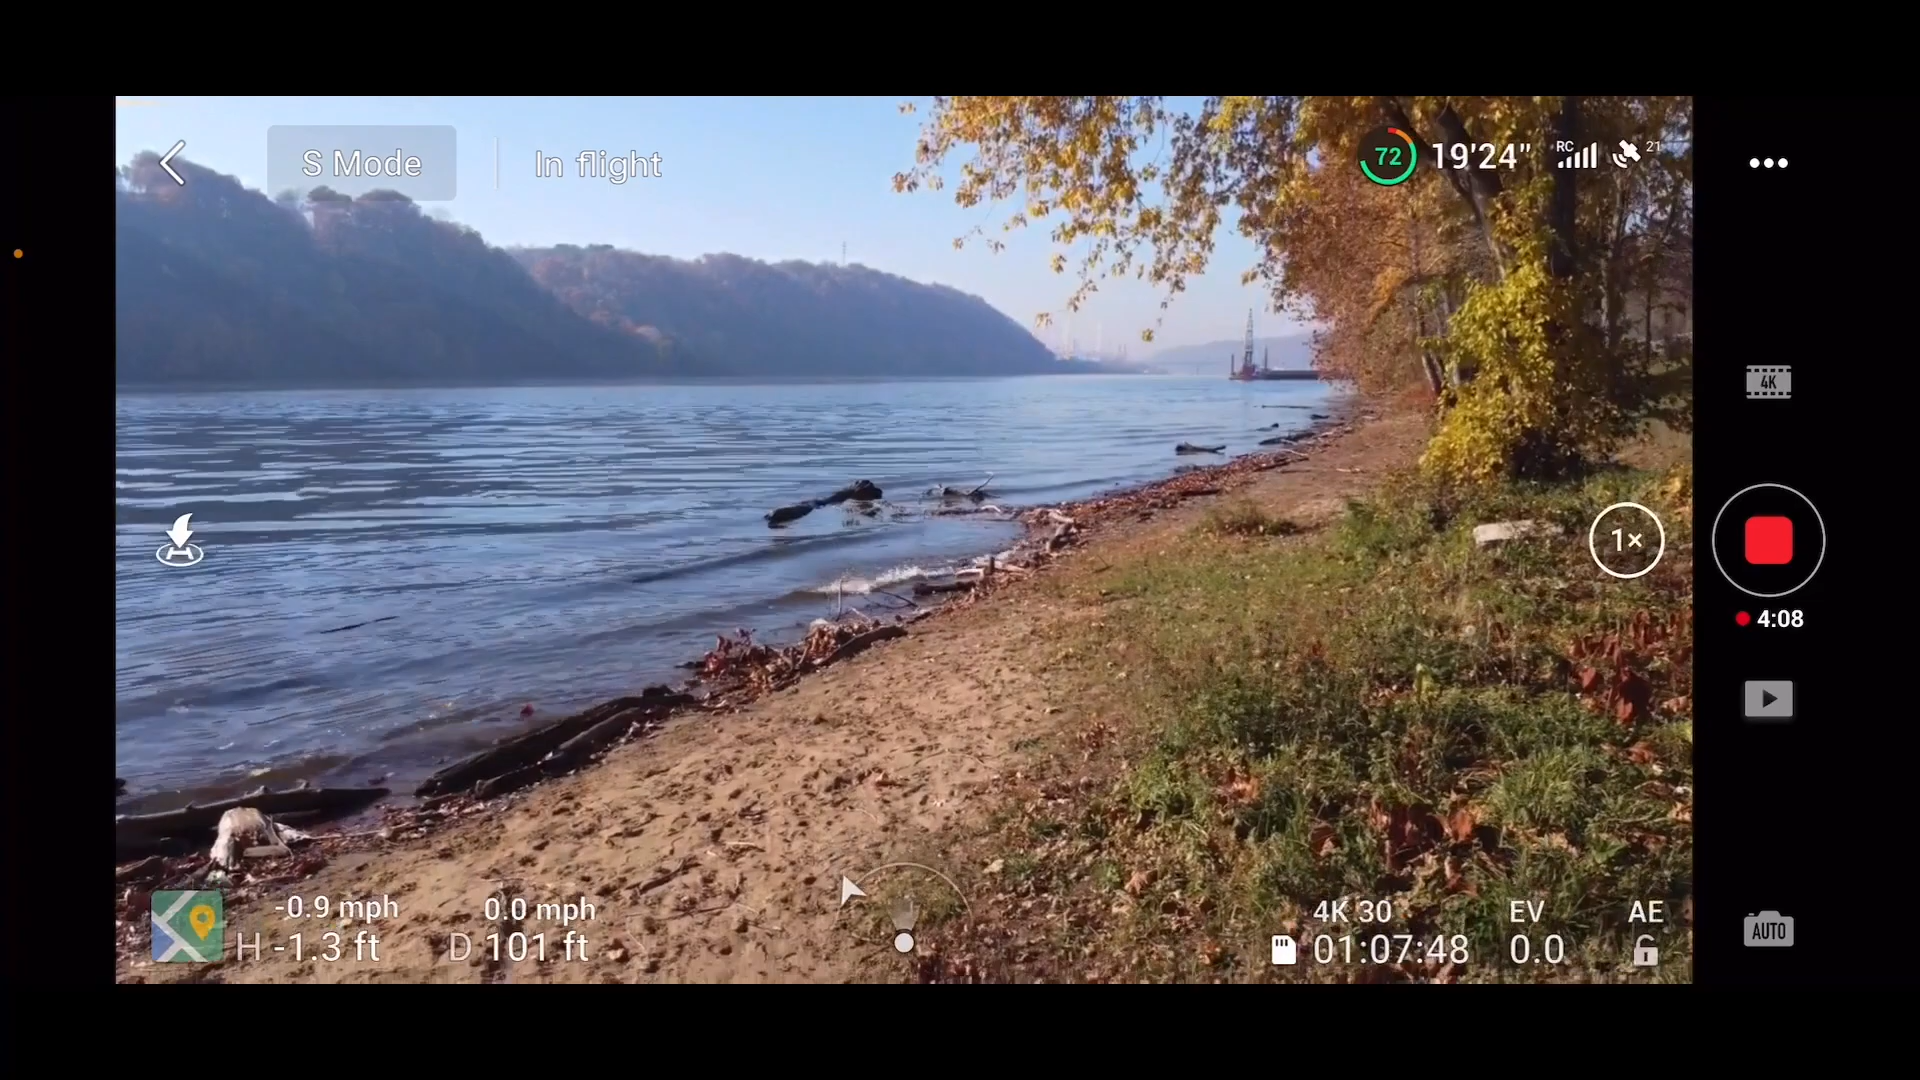 S Mode
In flight
72
19'24"
RC
21
4K
1×
4:08
-0.9 mph
0.0 mph
H -1.3 ft
D 101 ft
4K 30
01:07:48
EV
0.0
AE
AUTO